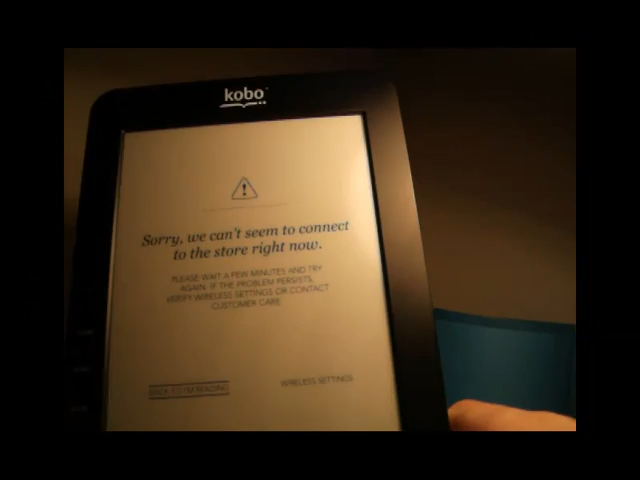 kobo
Sorry, we can't seem to connect
to the store right now.
PLEASE WAIT A FEW MINUTES AND TRY
AGAIN. IF THE PROBLEM PERSISTS,
VERIFY WIRELESS SETTINGS OR CONTACT
CUSTOMER CARE.
BACK TO I'M READING
WIRELESS SETTINGS